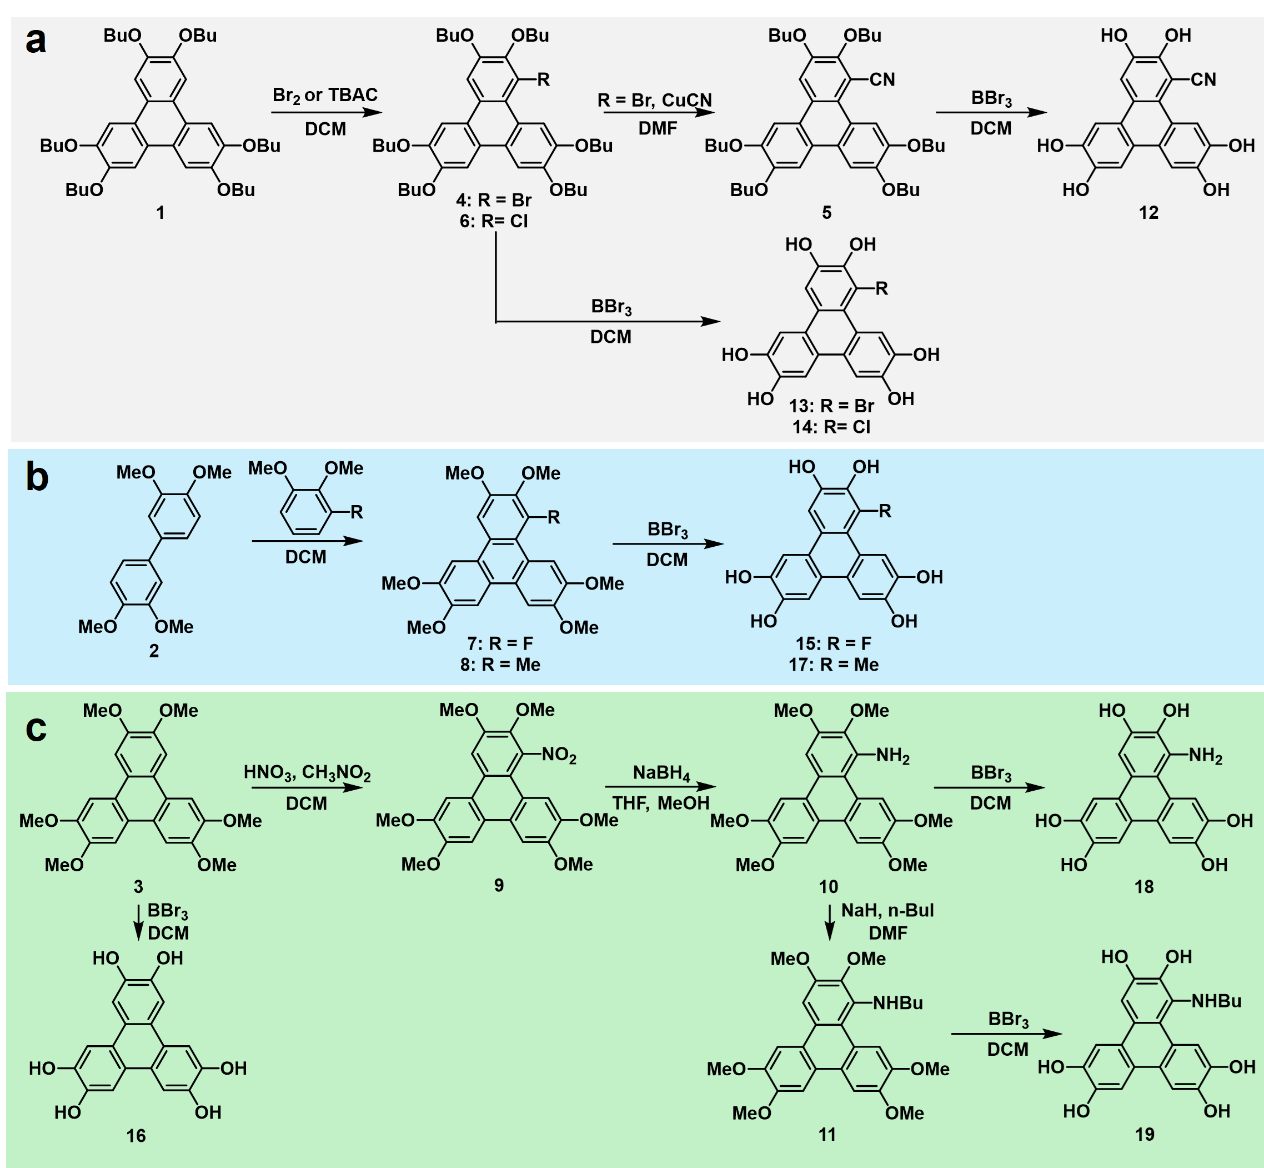 a
BuO OBu
BuO OBu
BuO OBu
1
Br2 or TBAC
DCM
BuO OBu
R
BuO OBu
BuO OBu
4: R = Br
6: R= Cl
R = Br, CuCN
DMF
BuO OBu
CN
BuO OBu
BuO OBu
5
BBr3
DCM
HO OH
CN
HO OH
HO OH
12
BBr3
DCM
HO OH
R
HO OH
HO OH
13: R = Br
14: R= Cl
b
MeO OMe
MeO OMe
2
MeO OMe
R
DCM
MeO OMe
R
MeO OMe
MeO OMe
7: R = F
8: R = Me
BBr3
DCM
HO OH
R
HO OH
HO OH
15: R = F
17: R = Me
c
MeO OMe
MeO OMe
MeO OMe
3
HNO3, CH3NO2
DCM
MeO OMe
NO2
MeO OMe
MeO OMe
9
NaBH4
THF, MeOH
MeO OMe
NH2
MeO OMe
MeO OMe
10
BBr3
DCM
HO OH
NH2
HO OH
HO OH
18
BBr3
DCM
HO OH
HO OH
HO OH
16
NaH, n-BuI
DMF
MeO OMe
NHBu
MeO OMe
MeO OMe
11
BBr3
DCM
HO OH
NHBu
HO OH
HO OH
19